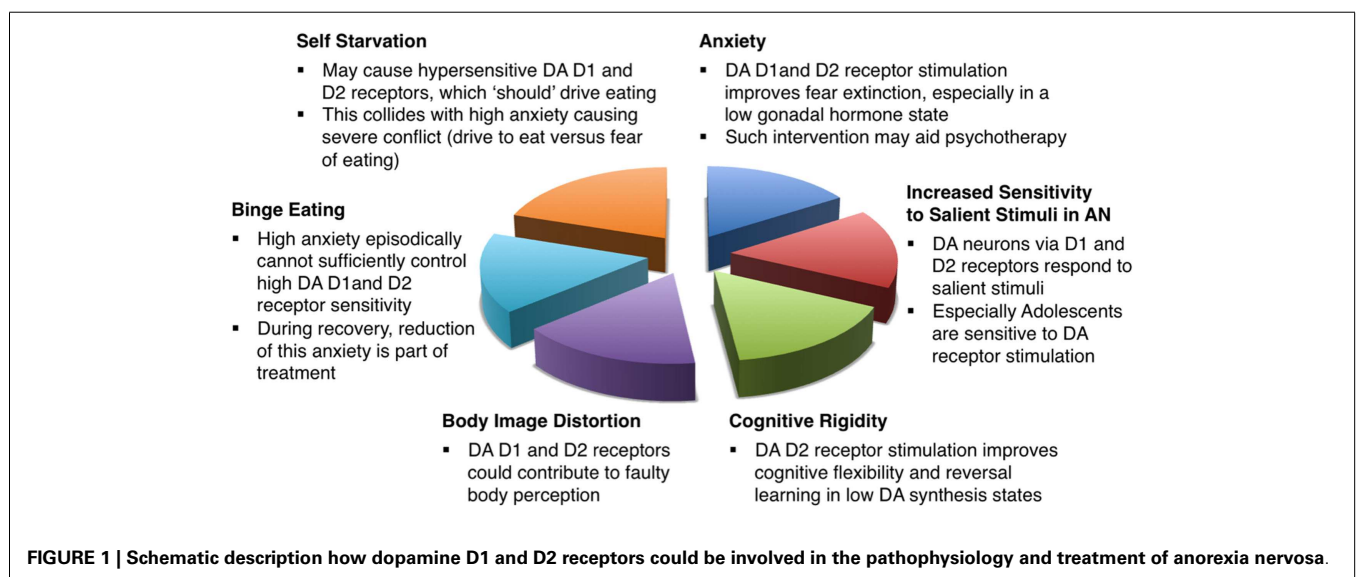 Self Starvation
▪ May cause hypersensitive DA D1 and
D2 receptors, which ‘should’ drive eating
▪ This collides with high anxiety causing
severe conflict (drive to eat versus fear
of eating)
Anxiety
▪ DA D1and D2 receptor stimulation
improves fear extinction, especially in a
low gonadal hormone state
▪ Such intervention may aid psychotherapy
Binge Eating
▪ High anxiety episodically
cannot sufficiently control
high DA D1and D2
receptor sensitivity
▪ During recovery, reduction
of this anxiety is part of
treatment
Increased Sensitivity
to Salient Stimuli in AN
▪ DA neurons via D1 and
D2 receptors respond to
salient stimuli
▪ Especially Adolescents
are sensitive to DA
receptor stimulation
Body Image Distortion
▪ DA D1 and D2 receptors
could contribute to faulty
body perception
Cognitive Rigidity
▪ DA D2 receptor stimulation improves
cognitive flexibility and reversal
learning in low DA synthesis states
FIGURE 1 | Schematic description how dopamine D1 and D2 receptors could be involved in the pathophysiology and treatment of anorexia nervosa.